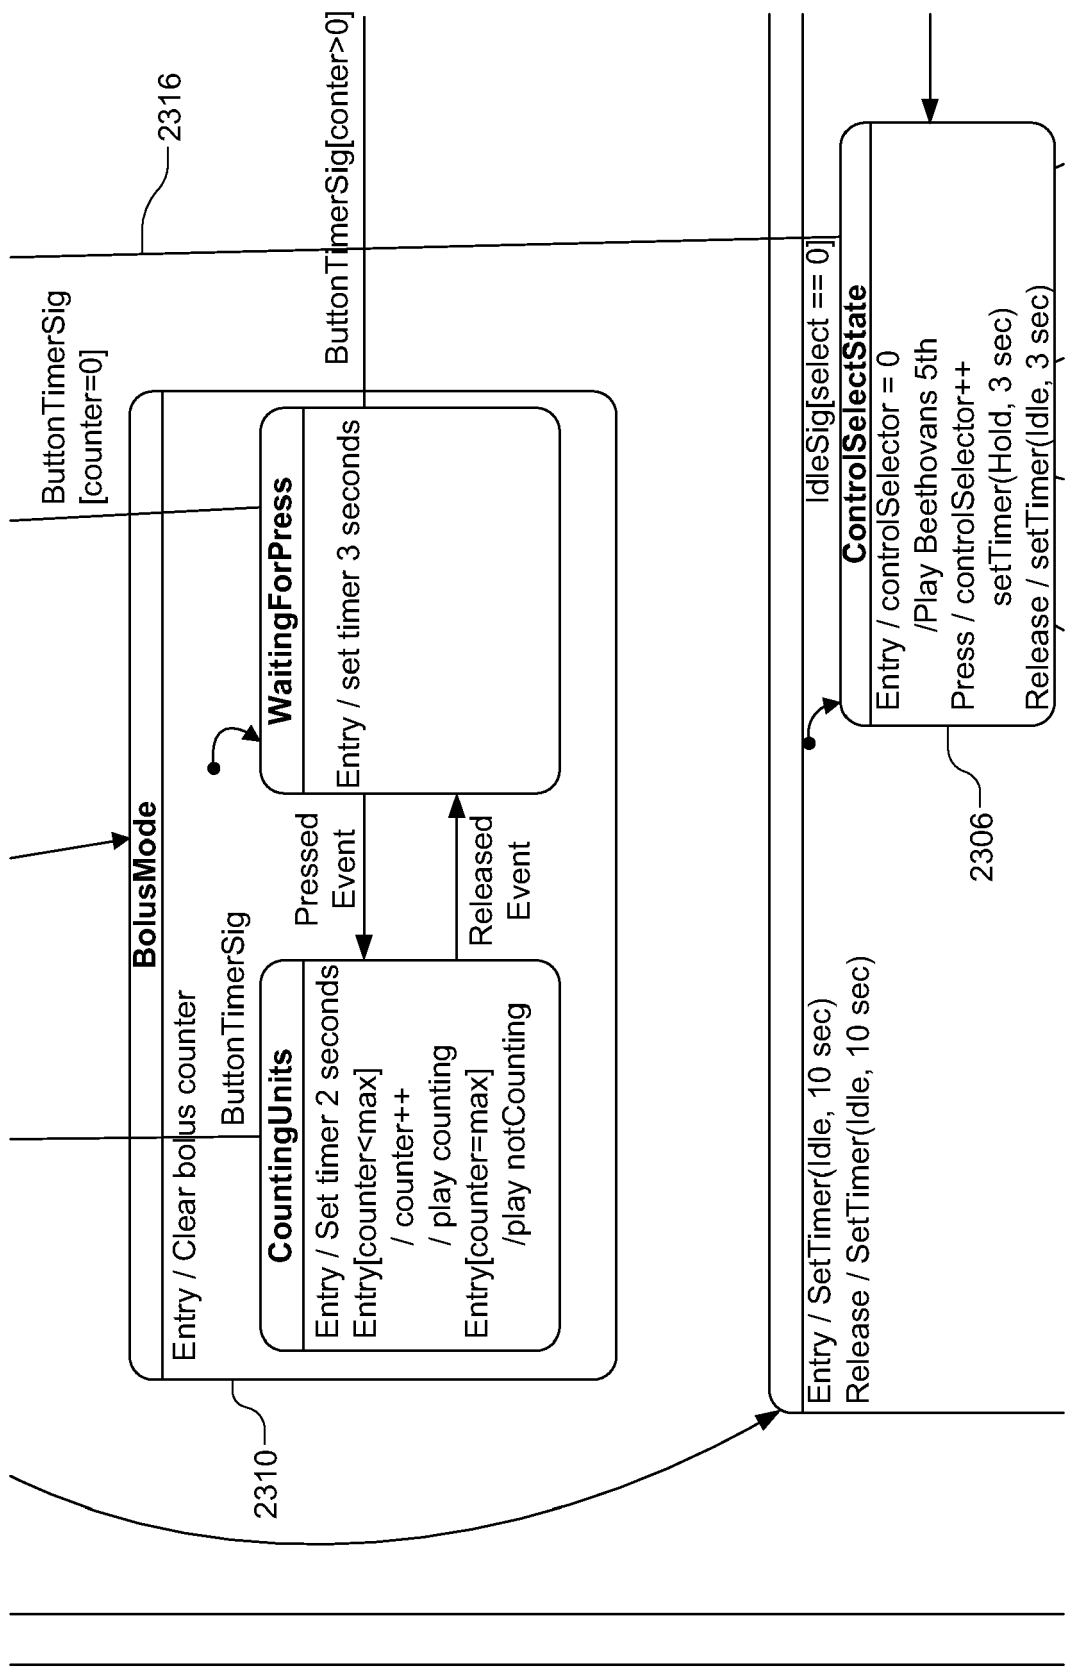 2316
ButtonTimerSig
[counter=0]
ButtonTimerSig[conter>0]
BolusMode
Entry / Clear bolus counter
ButtonTimerSig
CountingUnits
Entry / Set timer 2 seconds
Entry[counter<max]
/ counter++
/ play counting
Entry[counter=max]
/play notCounting
Pressed
Event
Released
Event
WaitingForPress
Entry / set timer 3 seconds
2310
Entry / SetTimer(Idle, 10 sec)
Release / SetTimer(Idle, 10 sec)
IdleSig[select == 0]
ControlSelectState
Entry / controlSelector = 0
/Play Beethovans 5th
Press / controlSelector++
setTimer(Hold, 3 sec)
Release / setTimer(Idle, 3 sec)
2306